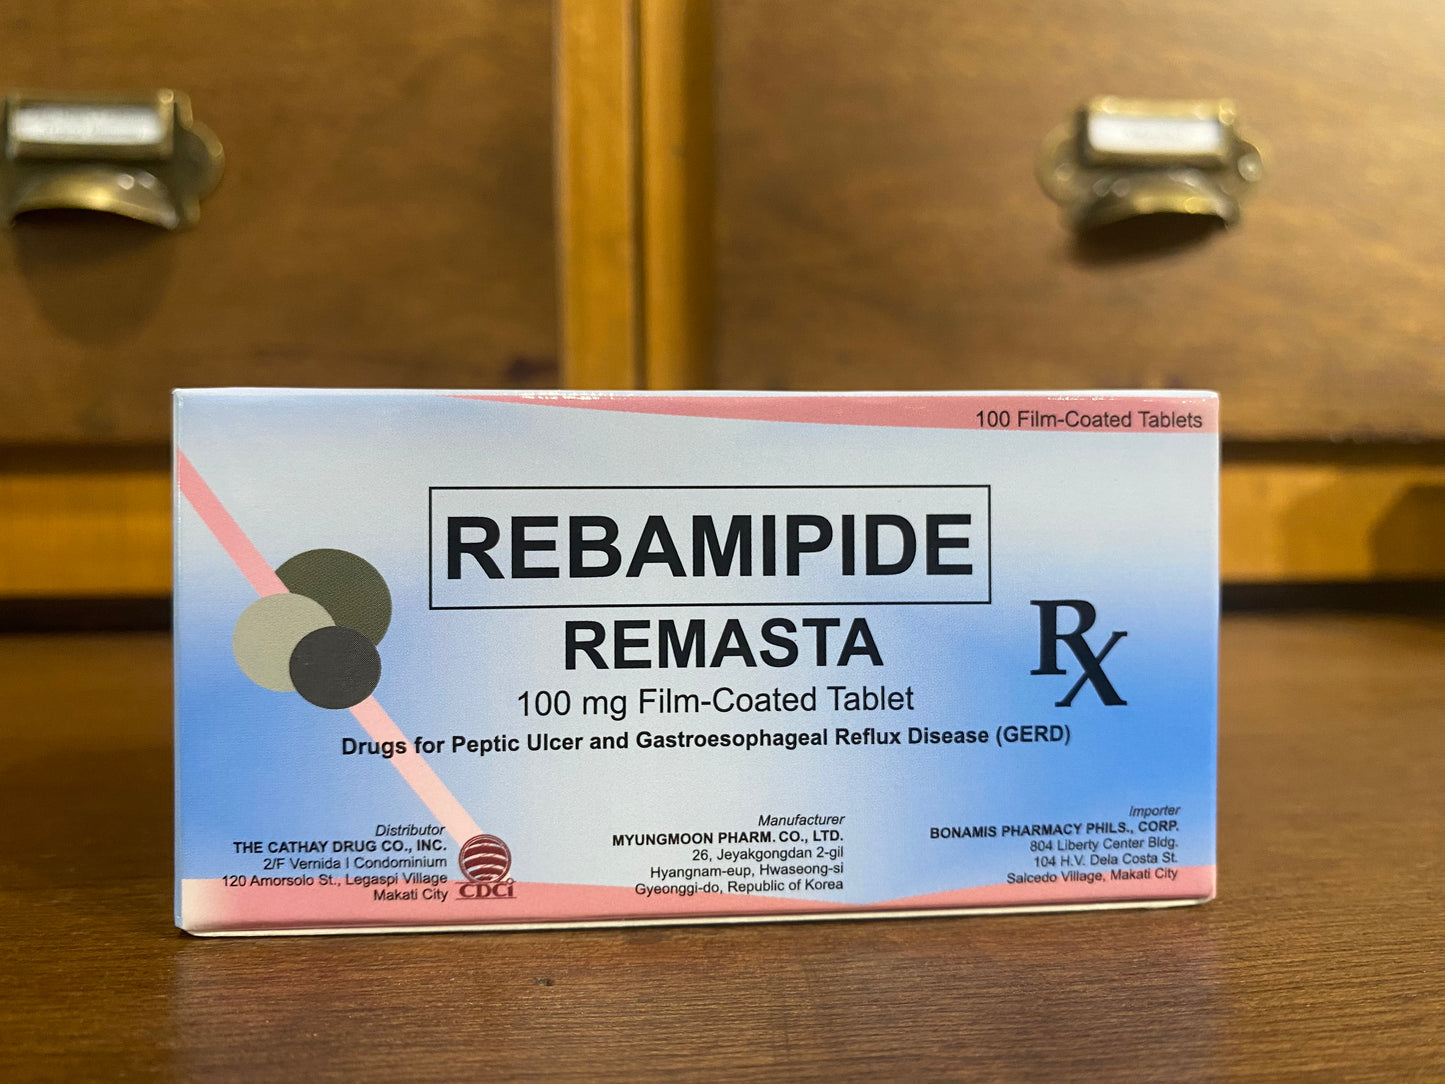 100 Film-Coated Tablets
REBAMIPIDE
REMASTA
Rx
100 mg Film-Coated Tablet
Drugs for Peptic Ulcer and Gastroesophageal Reflux Disease (GERD)
Distributor
THE CATHAY DRUG CO., INC.
2/F Vernida I Condominium
120 Amorsolo St., Legaspi Village
Makati City
CDCi
Manufacturer
MYUNGMOON PHARM. CO., LTD.
26, Jeyakgongdan 2-gil
Hyangnam-eup, Hwaseong-si
Gyeonggi-do, Republic of Korea
Importer
BONAMIS PHARMACY PHILS., CORP.
804 Liberty Center Bldg.
104 H.V. Dela Costa St.
Salcedo Village, Makati City